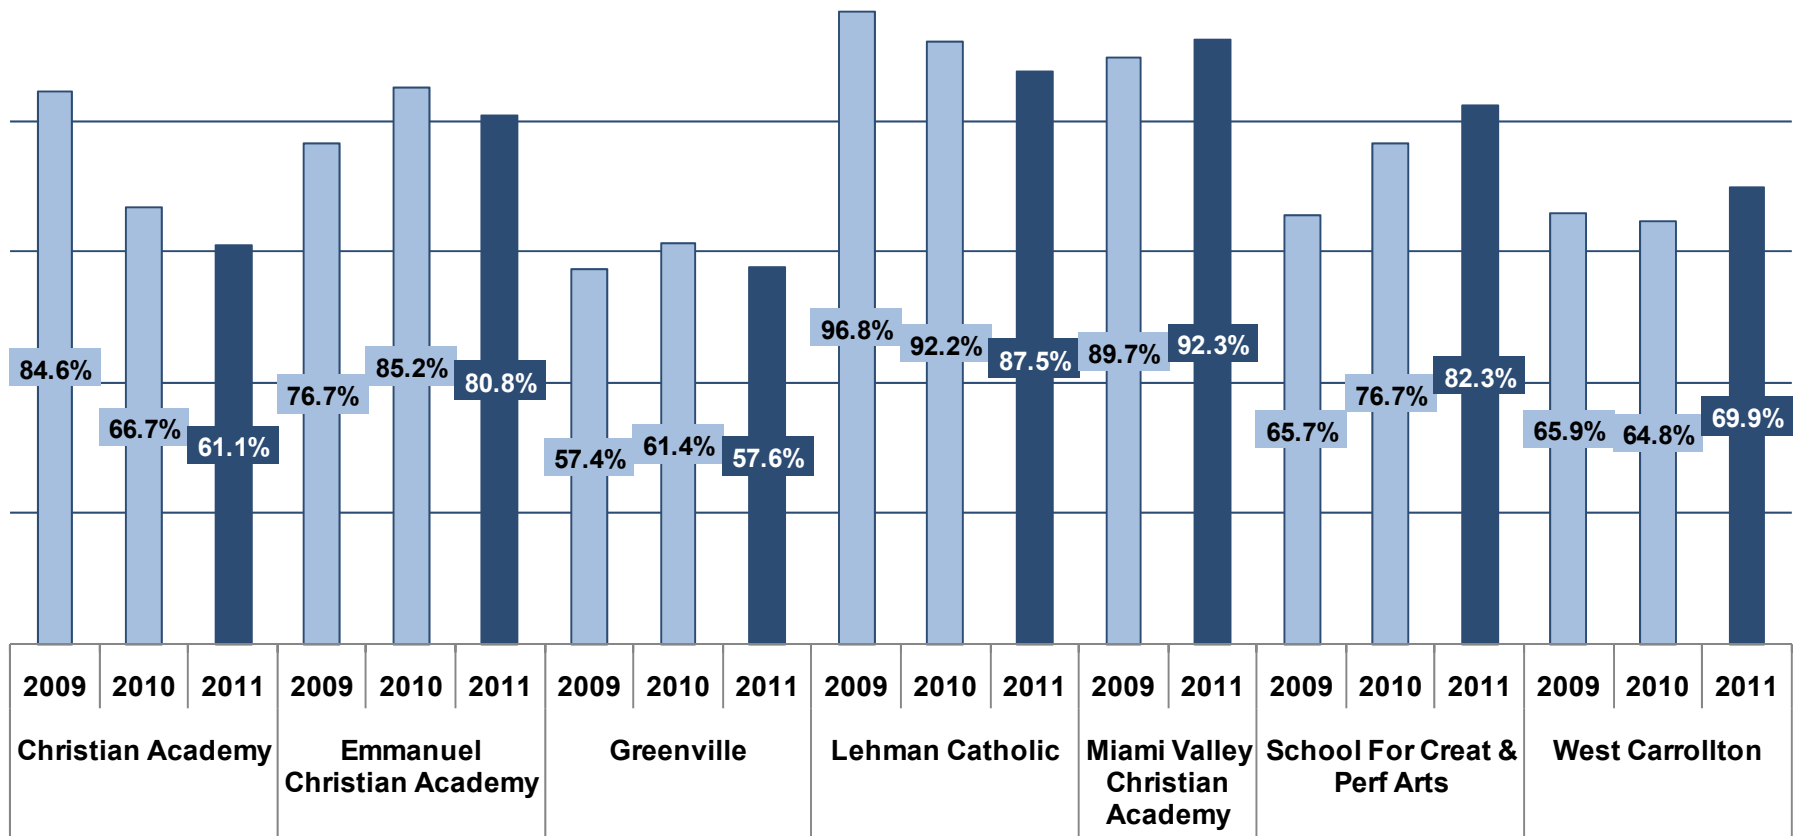 84.6%
66.7%
61.1%
76.7%
85.2%
80.8%
57.4%
61.4%
57.6%
96.8%
92.2%
87.5%
89.7%
92.3%
65.7%
76.7%
82.3%
65.9%
64.8%
69.9%
2009 2010 2011 2009 2010 2011 2009 2010 2011 2009 2010 2011 2009 2011 2009 2010 2011 2009 2010 2011
Christian Academy
Emmanuel
Christian Academy
Greenville
Lehman Catholic
Miami Valley
Christian
Academy
School For Creat &
Perf Arts
West Carrollton